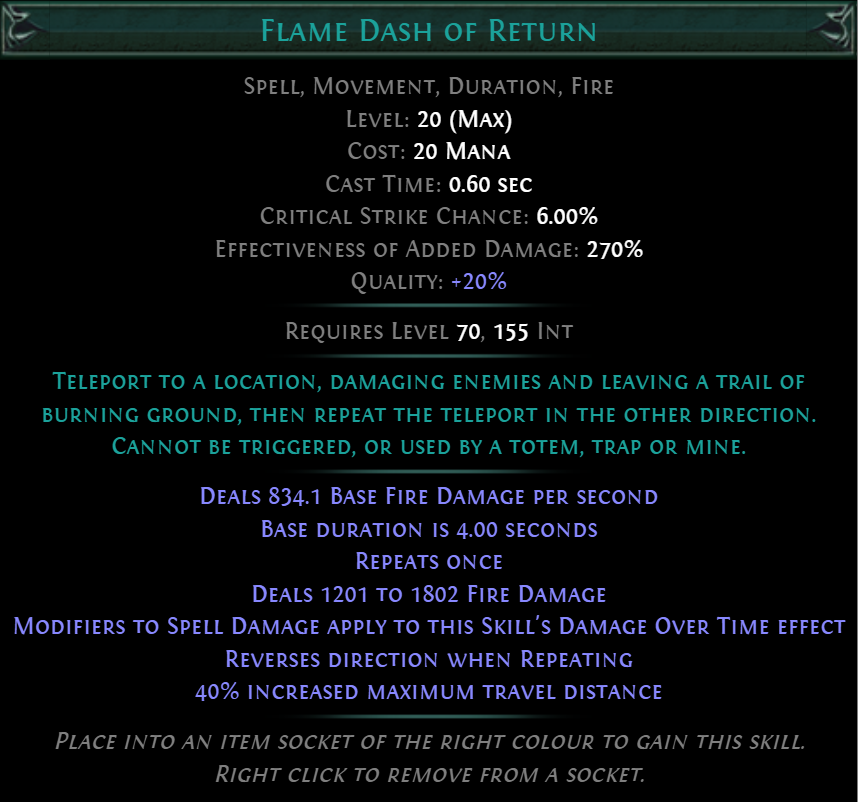 Flame Dash of Return
Spell, Movement, Duration, Fire
Level: 20 (Max)
Cost: 20 Mana
Cast Time: 0.60 sec
Critical Strike Chance: 6.00%
Effectiveness of Added Damage: 270%
Quality: +20%
Requires Level 70, 155 Int
Teleport to a location, damaging enemies and leaving a trail of
burning ground, then repeat the teleport in the other direction.
Cannot be triggered, or used by a totem, trap or mine.
Deals 834.1 Base Fire Damage per second
Base duration is 4.00 seconds
Repeats once
Deals 1201 to 1802 Fire Damage
Modifiers to Spell Damage apply to this Skill's Damage Over Time effect
Reverses direction when Repeating
40% increased maximum travel distance
Place into an item socket of the right colour to gain this skill.
Right click to remove from a socket.